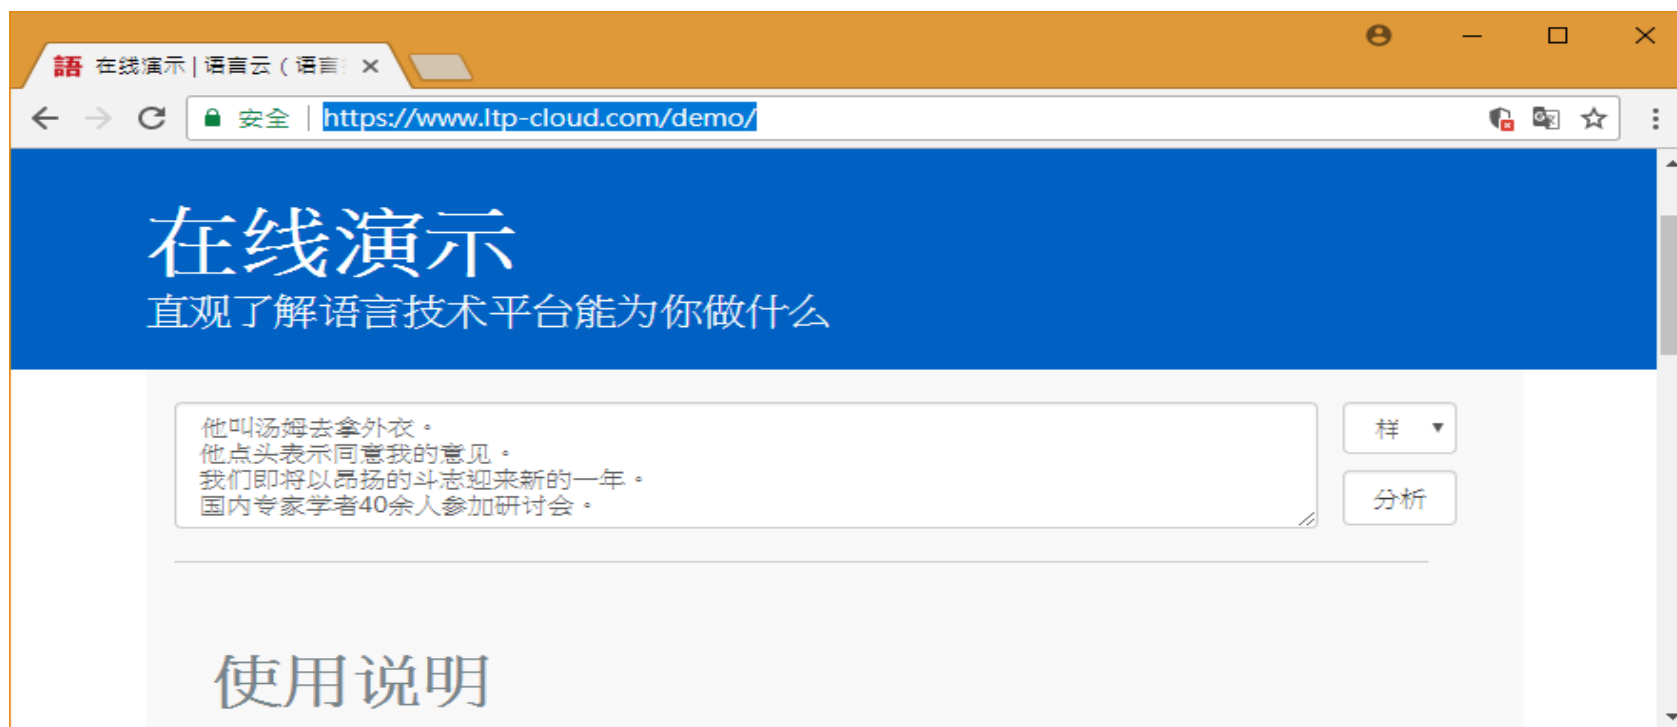 語 在线演示 | 语言云 ( 语言
安全 | https://www.ltp-cloud.com/demo/
在线演示
直观了解语言技术平台能为你做什么
他叫汤姆去拿外衣。
样
他点头表示同意我的意见。
我们即将以昂扬的斗志迎来新的一年。
国内专家学者40余人参加研讨会。
分析
使用说明